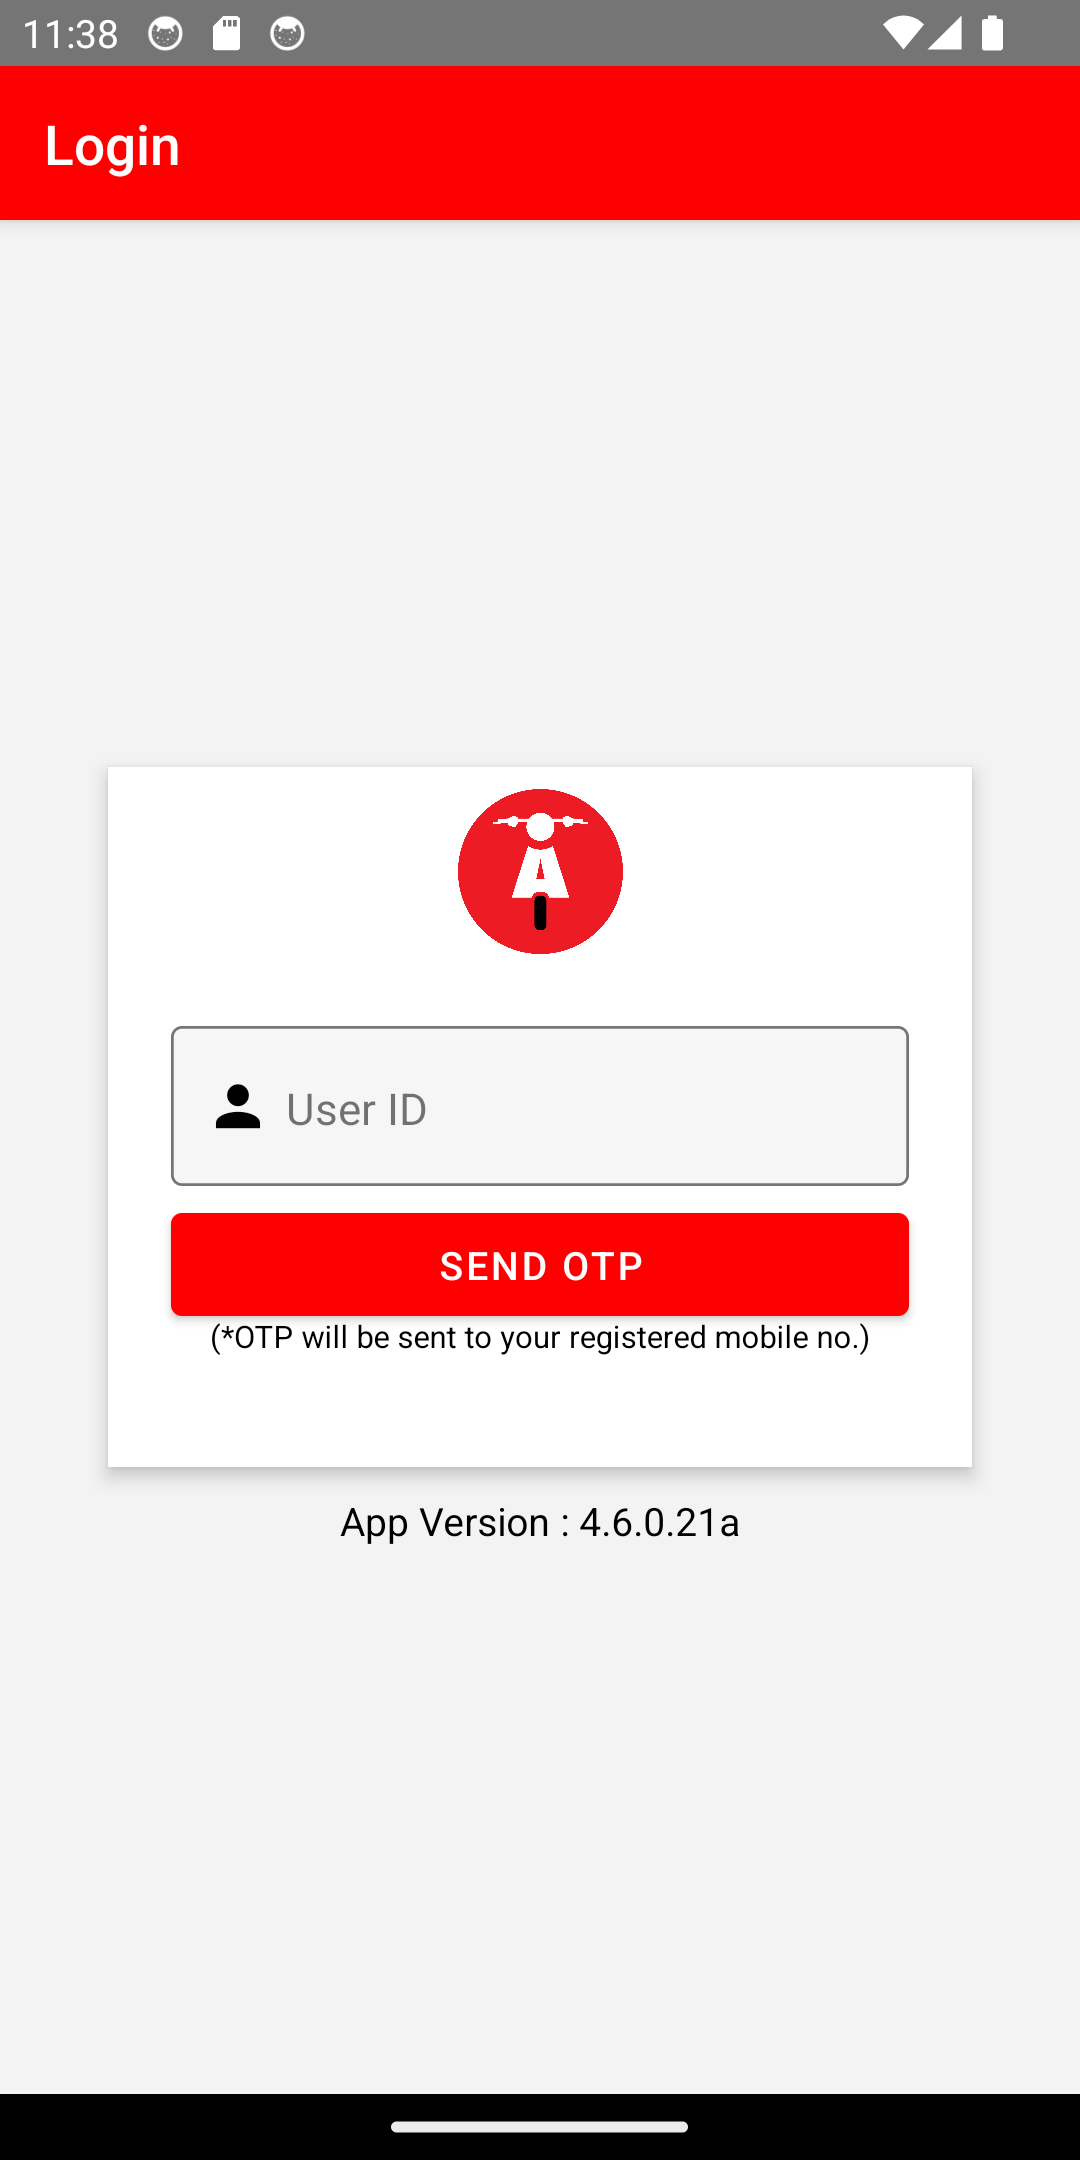 11:38
Login
User ID
SEND OTP
(*OTP will be sent to your registered mobile no.)
App Version : 4.6.0.21a